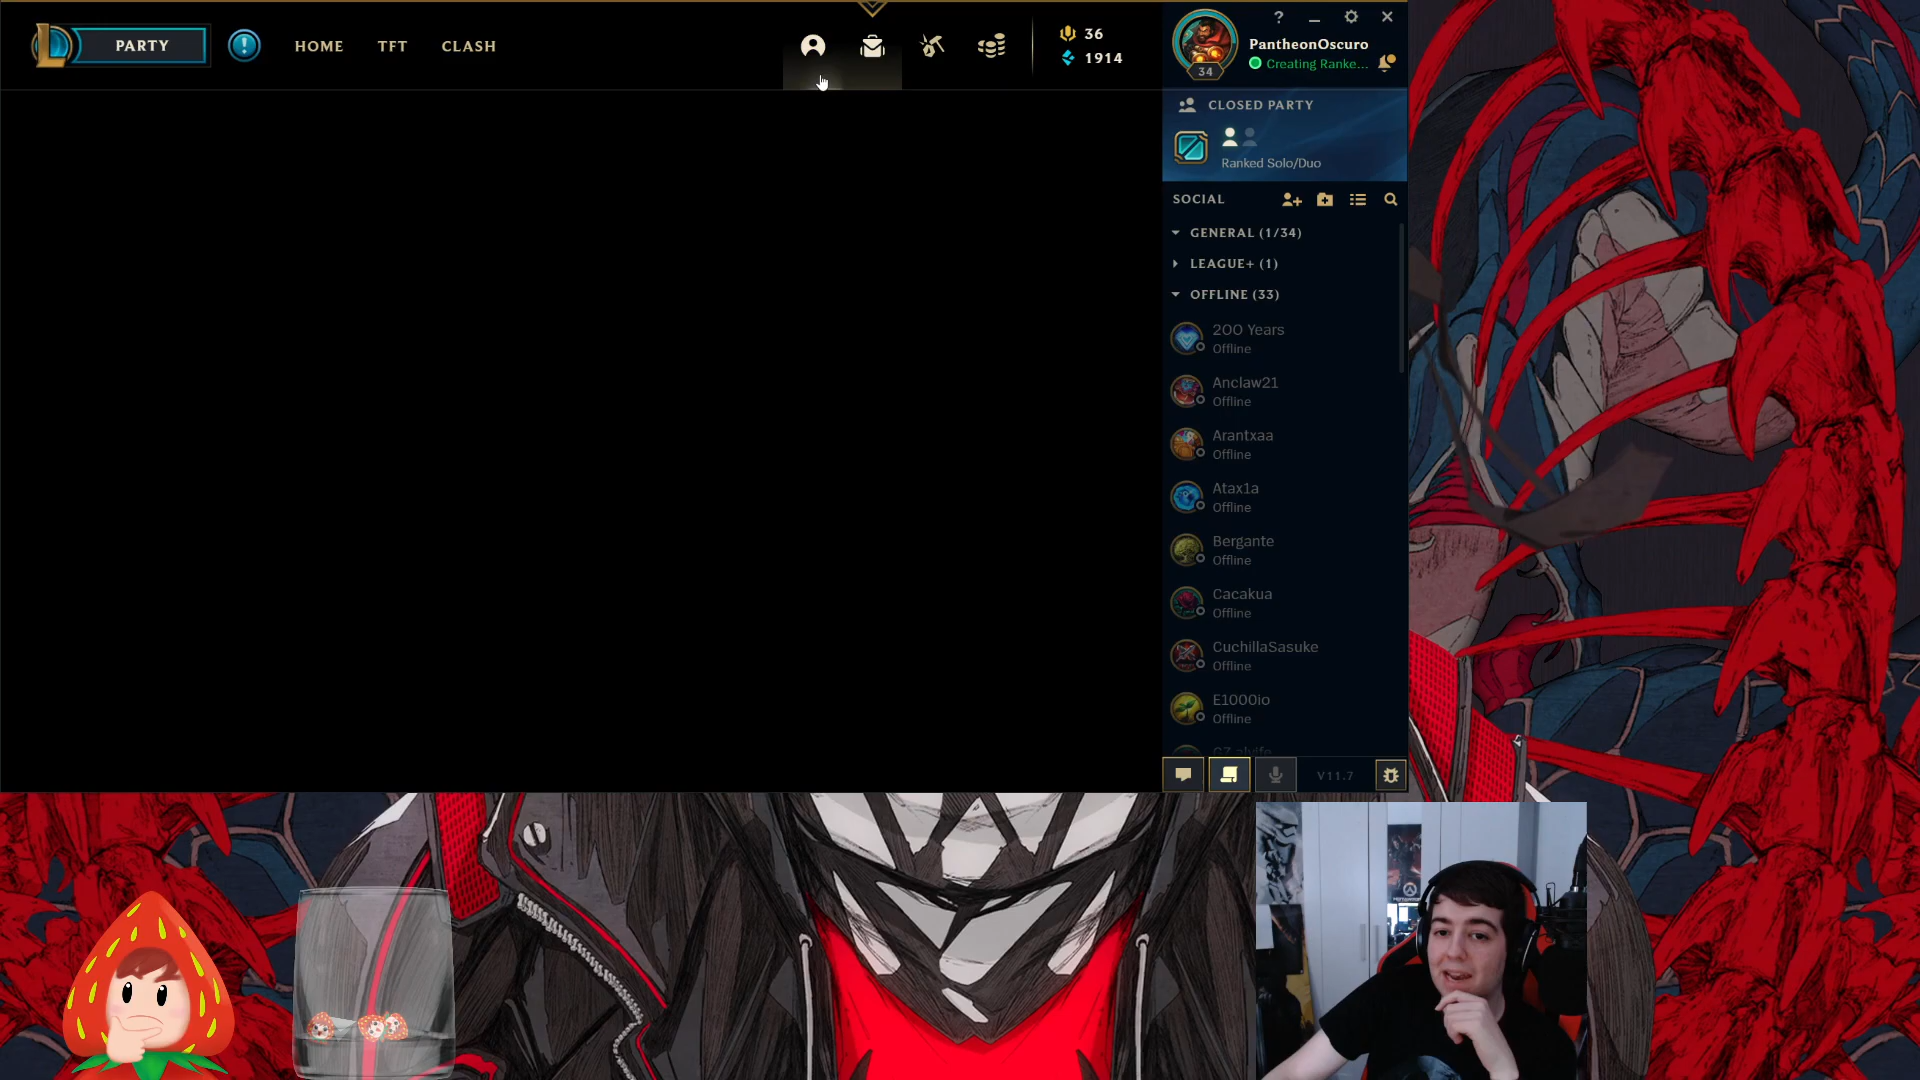 PARTY
HOME
TFT
CLASH
36
1914
34
PantheonOscuro
Creating Ranke...
CLOSED PARTY
Ranked Solo/Duo
SOCIAL
GENERAL (1/34)
LEAGUE+ (1)
OFFLINE (33)
200 Years
Offline
Anclaw21
Offline
Arantxaa
Offline
Atax1a
Offline
Bergante
Offline
Cacakua
Offline
CuchillaSasuke
Offline
E1000io
Offline
V11.7